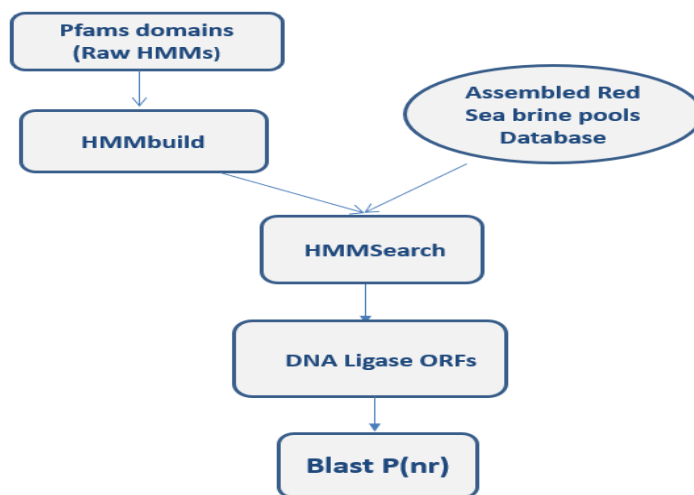 Pfams domains
(Raw HMMs)
HMMbuild
Assembled Red
Sea brine pools
Database
HMMSearch
DNA Ligase ORFs
Blast P(nr)